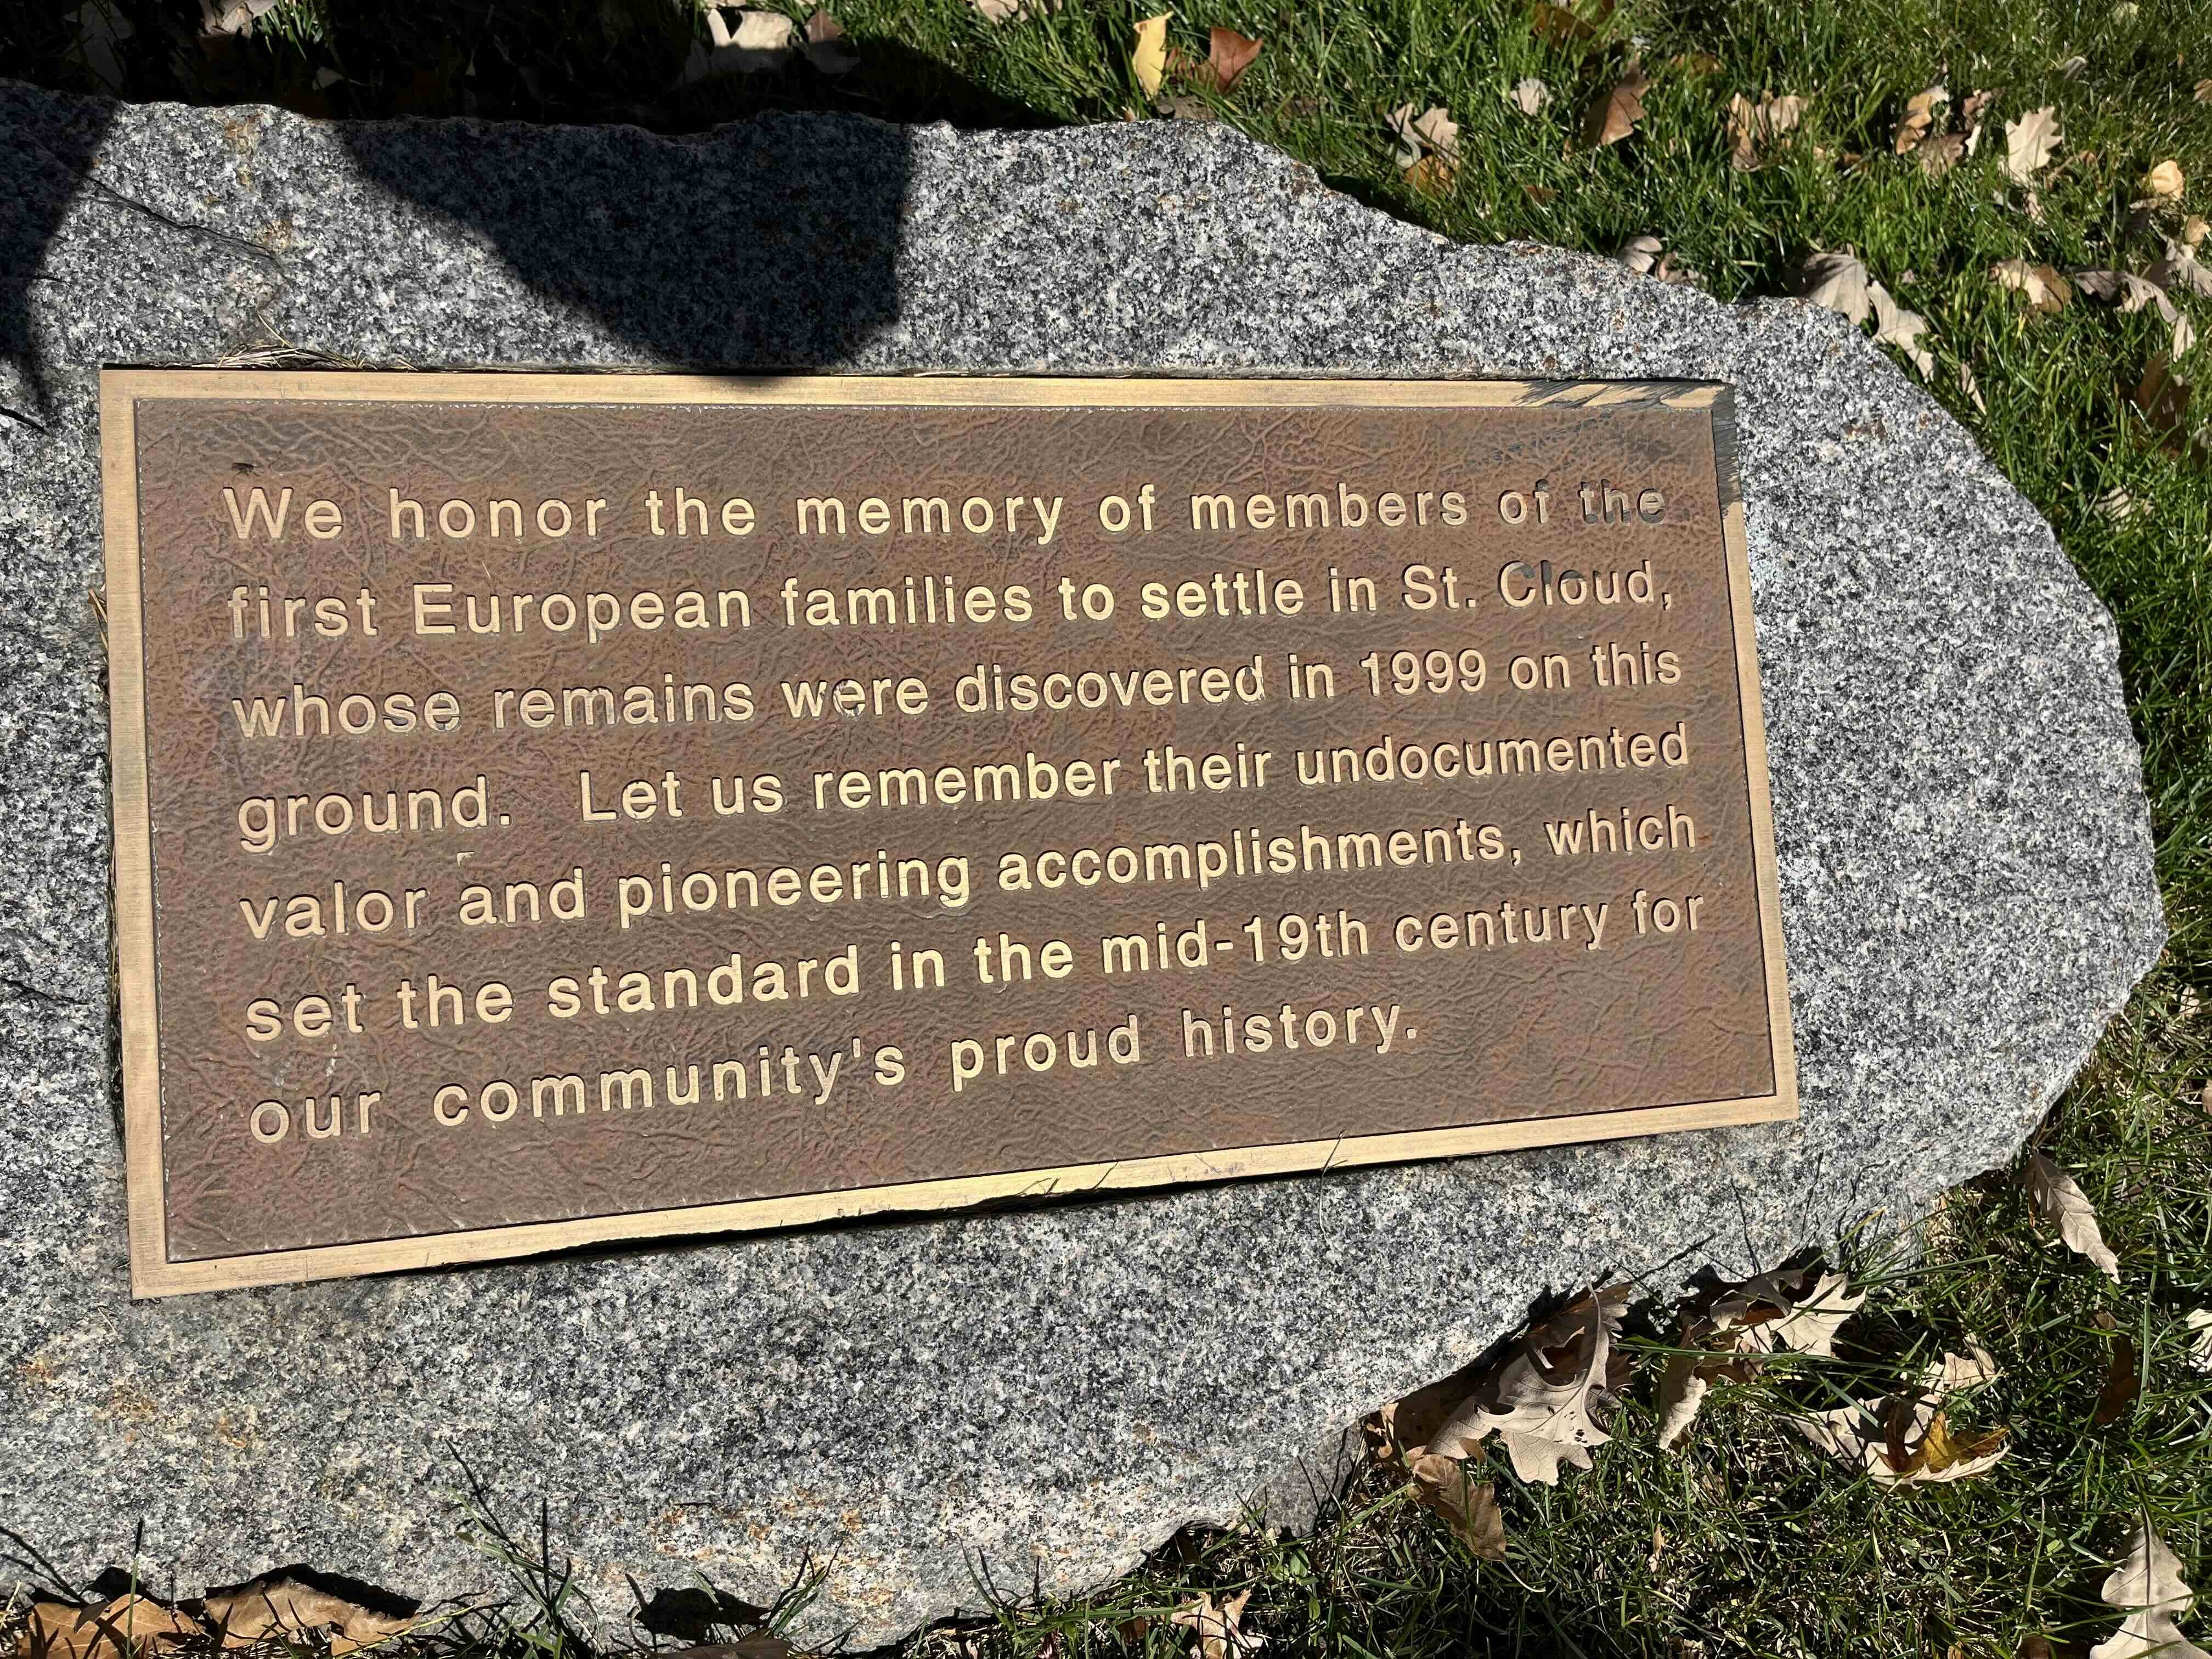 We honor the memory of members of the
first European families to settle in St. Cloud,
whose remains were discovered in 1999 on this
ground. Let us remember their undocumented
valor and pioneering accomplishments, which
set the standard in the mid-19th century for
our community's proud history.